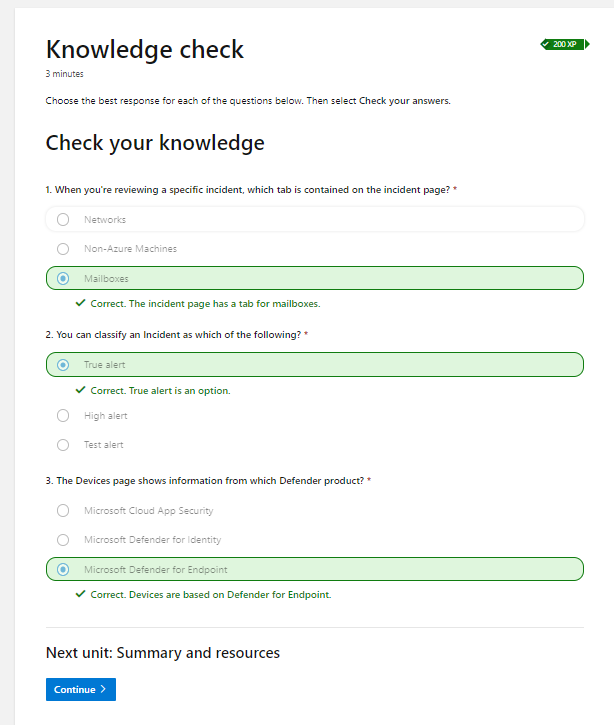 Knowledge check
200 XP
3 minutes
Choose the best response for each of the questions below. Then select Check your answers.
Check your knowledge
1. When you're reviewing a specific incident, which tab is contained on the incident page? *
Networks
Non-Azure Machines
Mailboxes
Correct. The incident page has a tab for mailboxes.
2. You can classify an Incident as which of the following? *
True alert
Correct. True alert is an option.
High alert
Test alert
3. The Devices page shows information from which Defender product? *
Microsoft Cloud App Security
Microsoft Defender for Identity
Microsoft Defender for Endpoint
Correct. Devices are based on Defender for Endpoint.
Next unit: Summary and resources
Continue